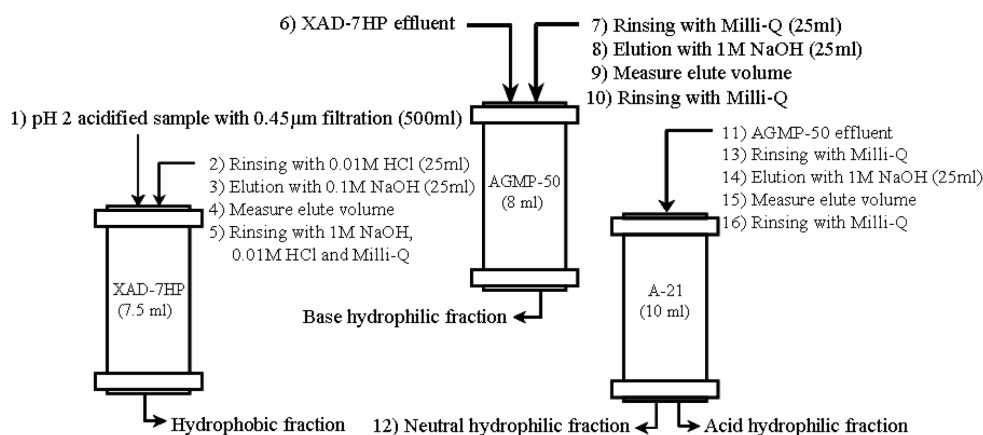 6) XAD-7HP effluent
7) Rinsing with Milli-Q (25ml)
8) Elution with 1M NaOH (25ml)
9) Measure elute volume
10) Rinsing with Milli-Q
1) pH 2 acidified sample with 0.45µm filtration (500ml)
2) Rinsing with 0.01M HCl (25ml)
3) Elution with 0.1M NaOH (25ml)
4) Measure elute volume
5) Rinsing with 1M NaOH,
0.01M HCl and Milli-Q
AGMP-50
(8 ml)
11) AGMP-50 effluent
13) Rinsing with Milli-Q
14) Elution with 1M NaOH (25ml)
15) Measure elute volume
16) Rinsing with Milli-Q
XAD-7HP
(7.5 ml)
A-21
(10 ml)
Base hydrophilic fraction
Hydrophobic fraction
12) Neutral hydrophilic fraction
Acid hydrophilic fraction